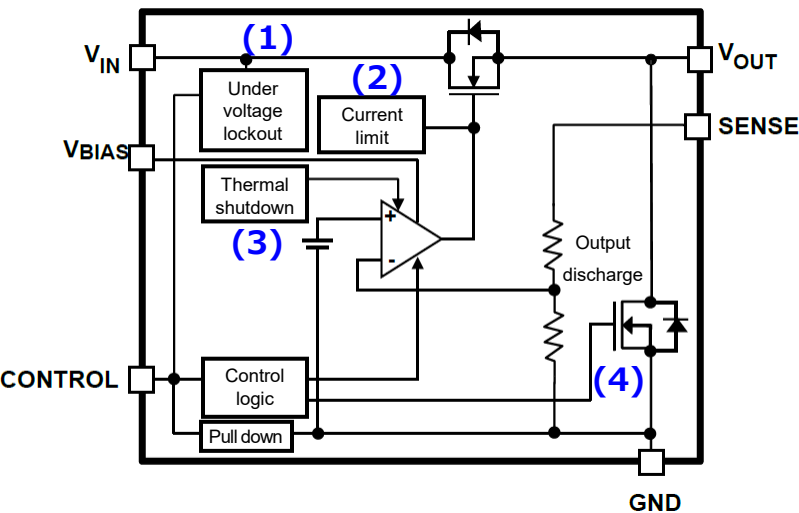 (1)
VIN
VOUT
Under
voltage
lockout
(2)
Current
limit
SENSE
VBIAS
Thermal
shutdown
+
-
(3)
Output
discharge
CONTROL
Control
logic
(4)
Pull down
GND